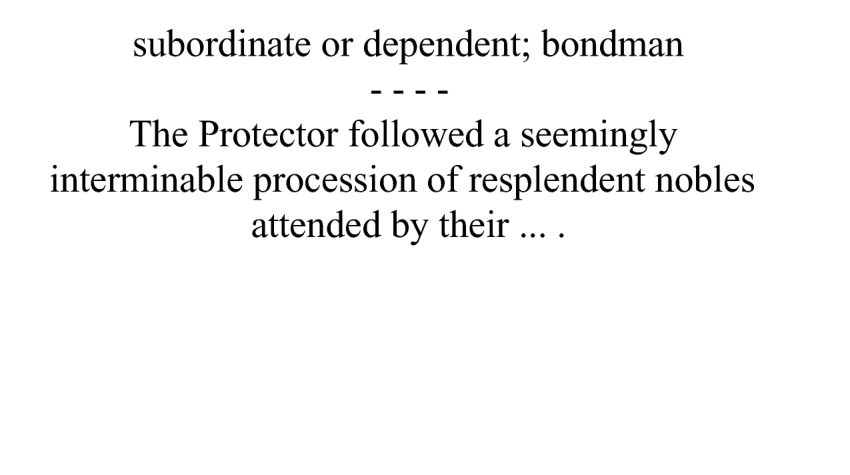 subordinate or dependent; bondman
- - - -
The Protector followed a seemingly
interminable procession of resplendent nobles
attended by their ... .